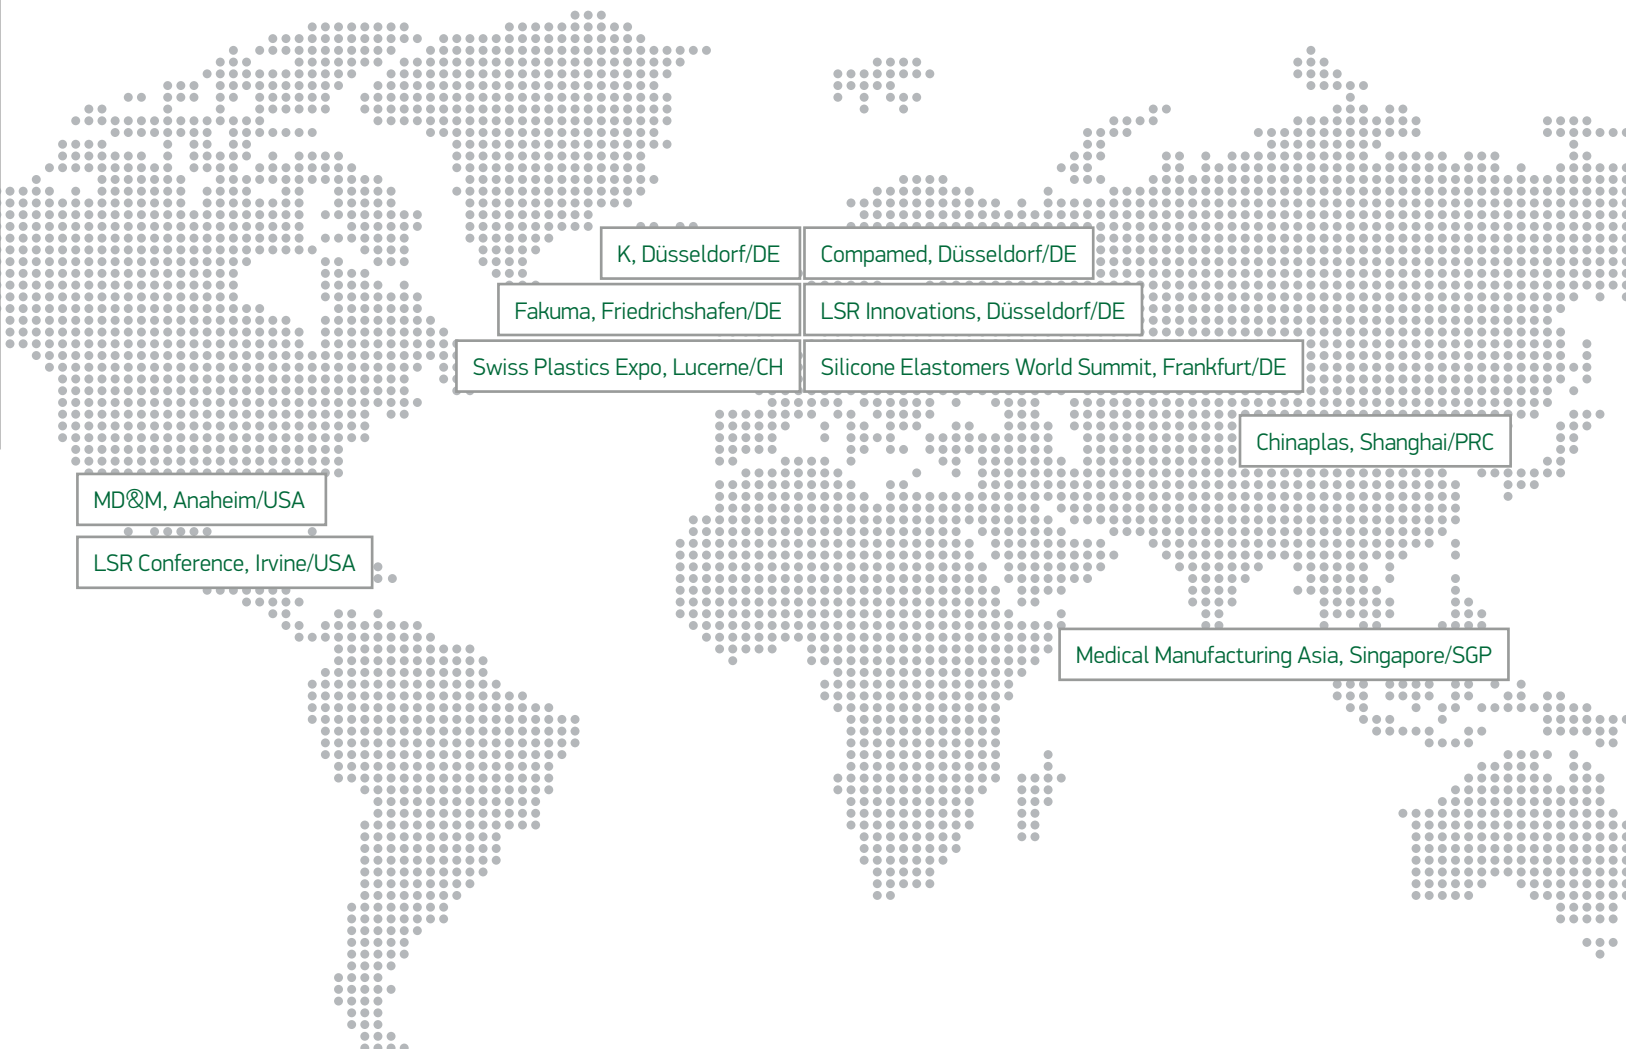 K, Düsseldorf/DE
Compamed, Düsseldorf/DE
Fakuma, Friedrichshafen/DE
LSR Innovations, Düsseldorf/DE
Swiss Plastics Expo, Lucerne/CH
Silicone Elastomers World Summit, Frankfurt/DE
Chinaplas, Shanghai/PRC
MD&M, Anaheim/USA
LSR Conference, Irvine/USA
Medical Manufacturing Asia, Singapore/SGP